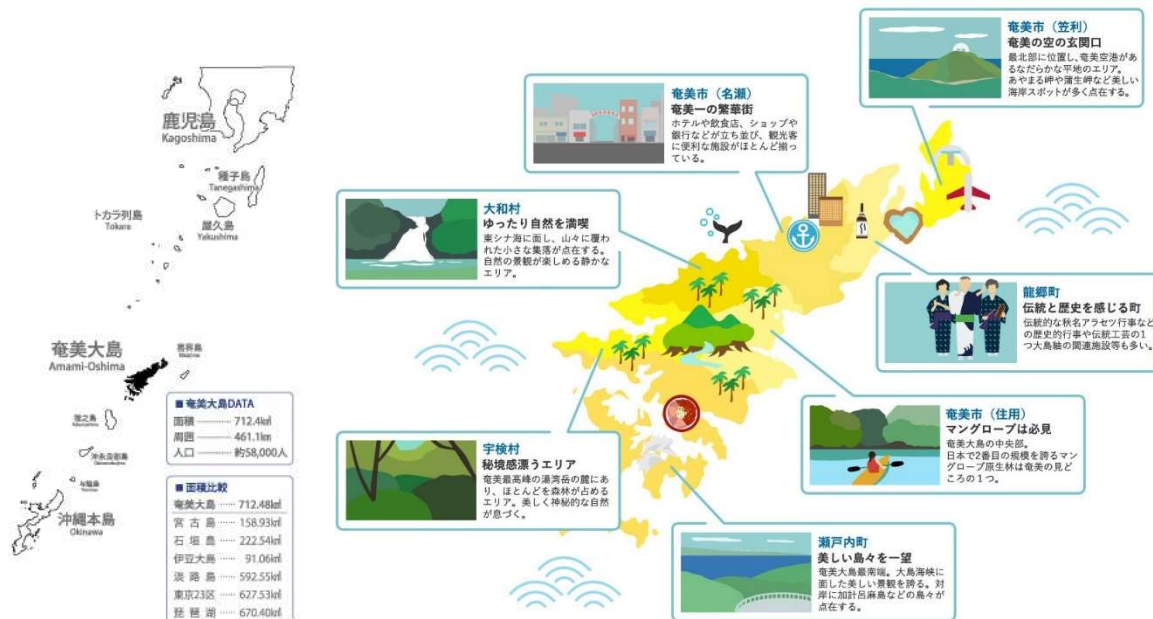 鹿児島
Kagoshima
種子島
Tanegashima
屋久島
Yakushima
トカラ列島
Tokara
奄美大島
Amami-Oshima
喜界島
沖永良部島
与論島
沖縄本島
Okinawa
■ 奄美大島DATA
面積 ………… 712.4k㎡
周囲 ………… 461.1km
人口 ……… 約58,000人
■ 面積比較
奄美大島 …… 712.48k㎡
宮古島 …… 158.93k㎡
石垣島 …… 222.54k㎡
伊豆大島 …… 91.06k㎡
淡路島 …… 592.55k㎡
東京23区 …… 627.53k㎡
琵琶湖 …… 670.40k㎡
奄美市（笠利）
奄美の空の玄関口
最北部に位置し、奄美空港があ
るなだらかな平地のエリア。
あやまる岬や蒲生岬など美しい
海岸スポットが多く点在する。
奄美市（名瀬）
奄美一の繁華街
ホテルや飲食店、ショップや
銀行などが立ち並び、観光客
に便利な施設がほとんど揃っ
ている。
大和村
ゆったり自然を満喫
東シナ海に面し、山々に覆わ
れた小さな集落が点在する。
自然の景観が楽しめる静かな
エリア。
龍郷町
伝統と歴史を感じる町
伝統的な秋名アラセツ行事など
の歴史的行事や伝統工芸の1
つ大島紬の関連施設等も多い。
奄美市（住用）
マングローブは必見
奄美大島の中央部。
日本で2番目の規模を誇るマン
グローブ原生林は奄美の見ど
ころの1つ。
宇検村
秘境感漂うエリア
奄美最高峰の湯湾岳の麓にあ
り、ほとんどを森林が占める
エリア。美しく神秘的な自然
が息づく。
瀬戸内町
美しい島々を一望
奄美大島最南端。大島海峡に
面した美しい景観を誇る。対
岸に加計呂麻島などの島々が
点在する。